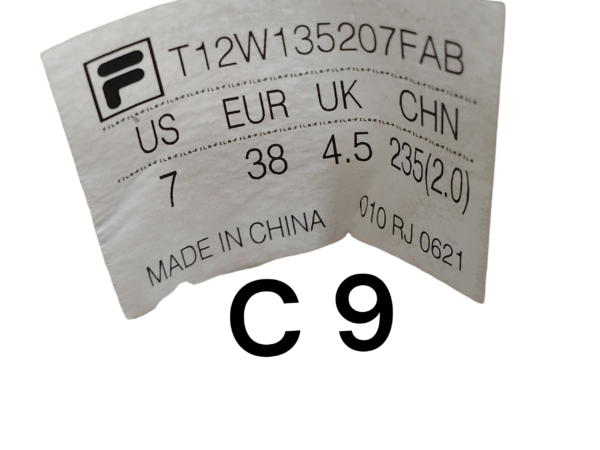 F T12W135207FAB
US EUR UK CHN
7 38 4.5 235(2.0)
MADE IN CHINA 010 RJ 0621
C 9